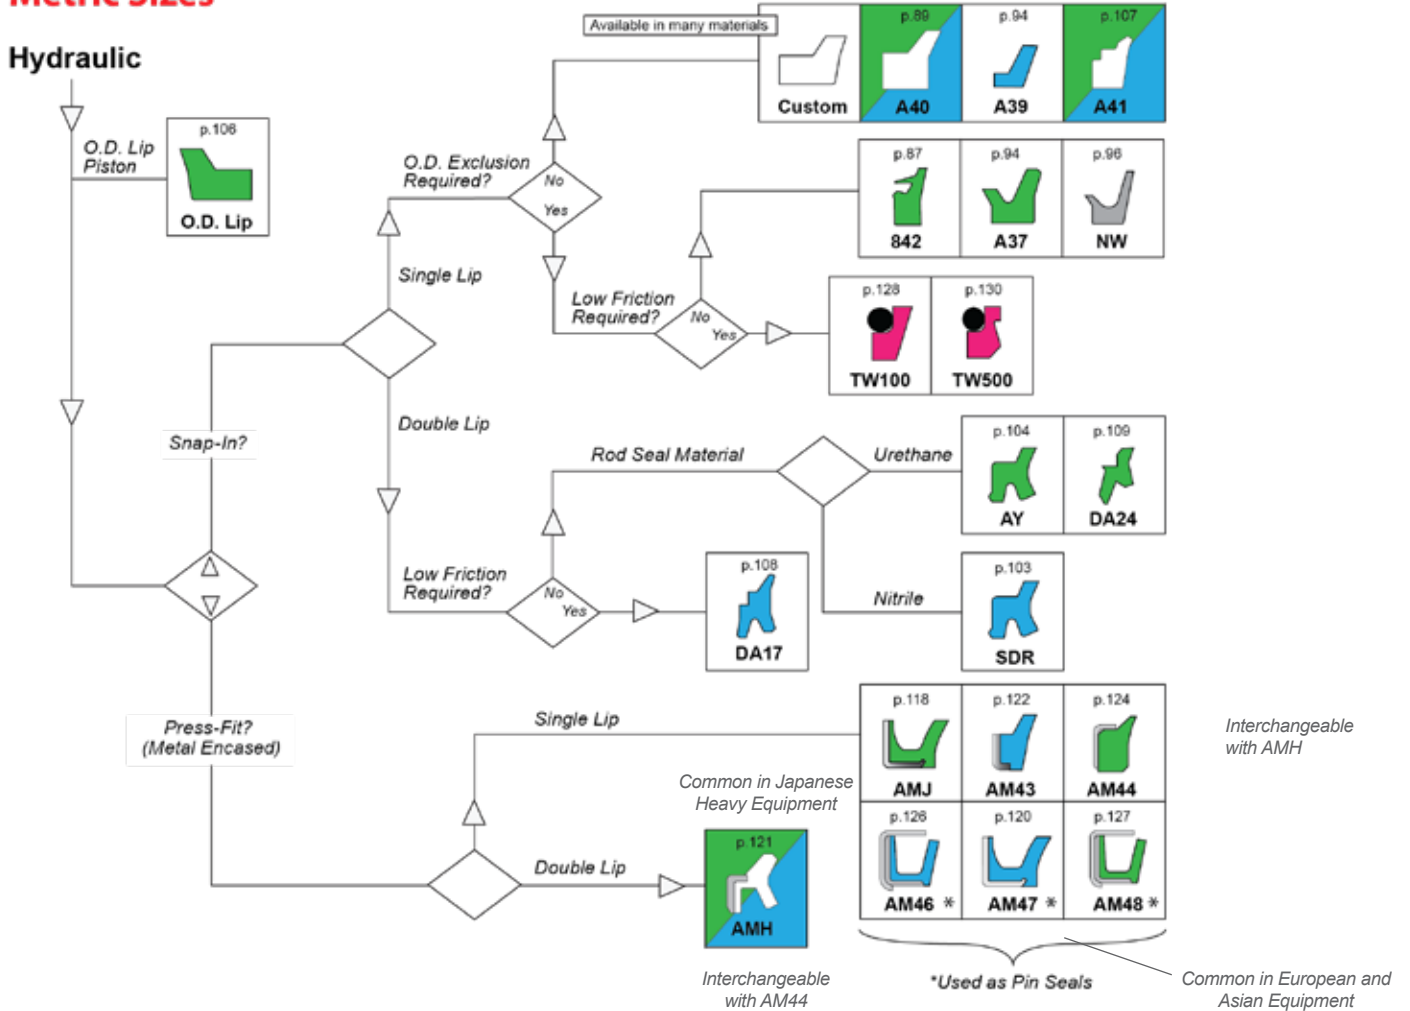 Metric Sizes
Hydraulic
O.D. Lip
Piston
p.106
O.D. Lip
Available in many materials
Custom
p.89
A40
p.94
A39
p.107
A41
O.D. Exclusion
Required?
No
Yes
p.87
842
p.94
A37
p.96
NW
Single Lip
Low Friction
Required?
No
Yes
p.128
TW100
p.130
TW500
Snap-In?
Double Lip
Rod Seal Material
Urethane
p.104
AY
p.109
DA24
Low Friction
Required?
No
Yes
p.108
DA17
Nitrile
p.103
SDR
Press-Fit?
(Metal Encased)
Single Lip
p.118
AMJ
p.122
AM43
p.124
AM44
Interchangeable
with AMH
Common in Japanese
Heavy Equipment
p.126
AM46 *
p.120
AM47 *
p.127
AM48 *
Double Lip
p.121
AMH
Interchangeable
with AM44
*Used as Pin Seals
Common in European and
Asian Equipment